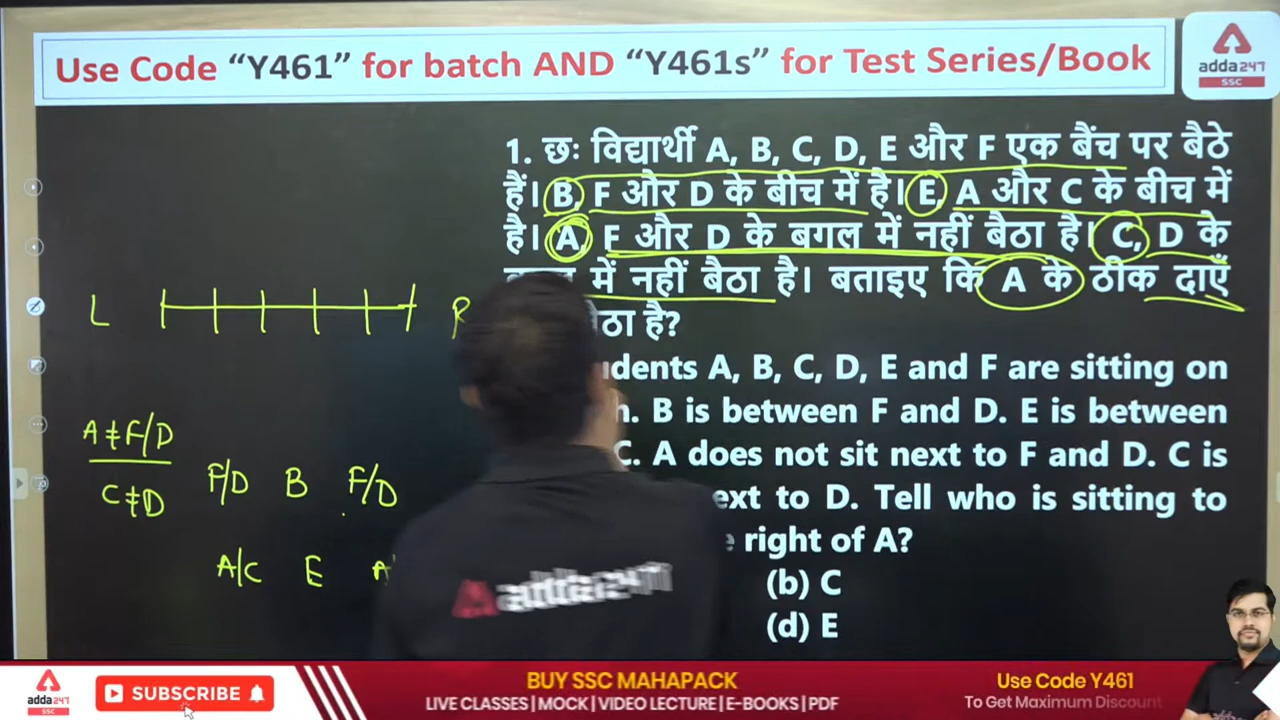 Use Code “Y461” for batch AND “Y461s” for Test Series/Book
adda247
SSC
1. छः विद्यार्थी A, B, C, D, E और F एक बैंच पर बैठे
हैं। B, F और D के बीच में है। E, A और C के बीच में
है। A, F और D के बगल में नहीं बैठा है। C, D के
में नहीं बैठा है। बताइए कि A के ठीक दाएँ
है?
L R
A≠F/D
C≠D
F/D B F/D
A/C E
A, B, C, D, E and F are sitting on
B is between F and D. E is between
C. A does not sit next to F and D. C is
to D. Tell who is sitting to
right of A?
(b) C
(d) E
adda247
adda247
SSC
SUBSCRIBE
BUY SSC MAHAPACK
LIVE CLASSES | MOCK | VIDEO LECTURE | E-BOOKS | PDF
Use Code Y461
To Get Maximum Discount